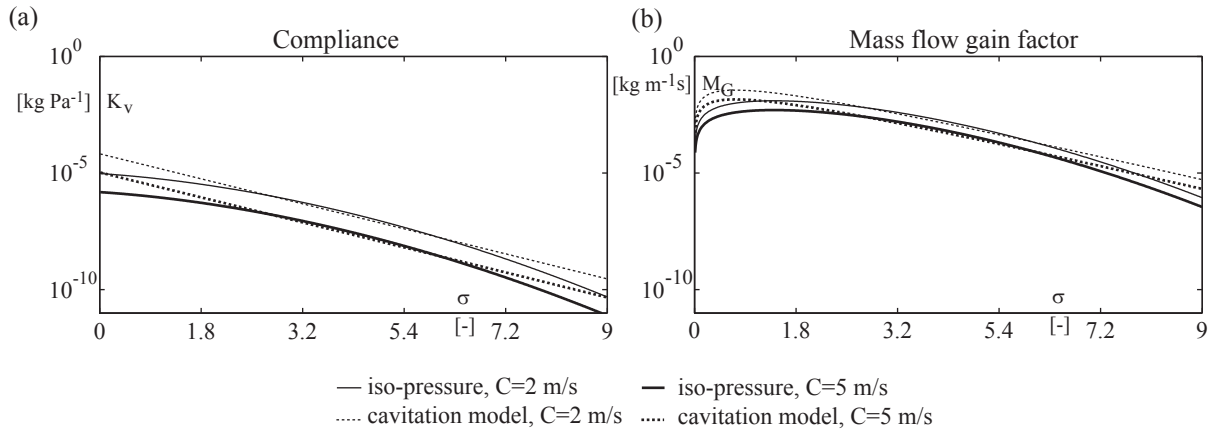 (a)
Compliance
10^0
[kg Pa^-1] K_v
10^-5
10^-10
σ
[-]
0 1.8 3.2 5.4 7.2 9
(b)
Mass flow gain factor
10^0
[kg m^-1s] M_G
10^-5
10^-10
σ
[-]
0 1.8 3.2 5.4 7.2 9
iso-pressure, C=2 m/s
iso-pressure, C=5 m/s
cavitation model, C=2 m/s
cavitation model, C=5 m/s